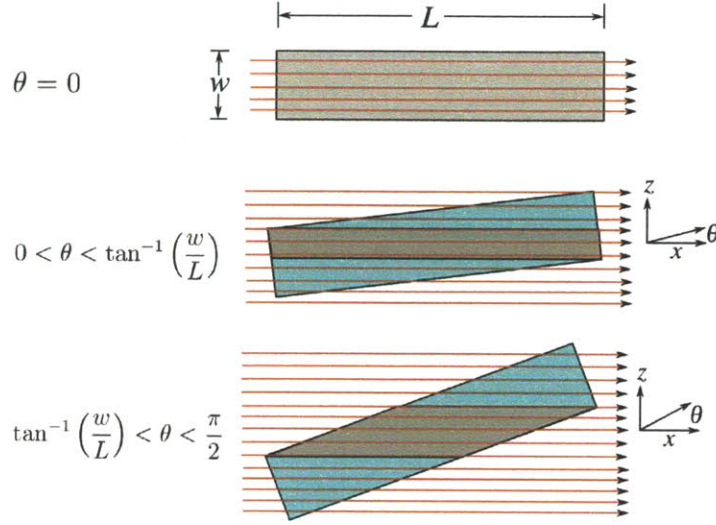 L
θ = 0
w
z
θ
x
0 < θ < tan⁻¹ (w/L)
z
θ
x
tan⁻¹ (w/L) < θ < π/2